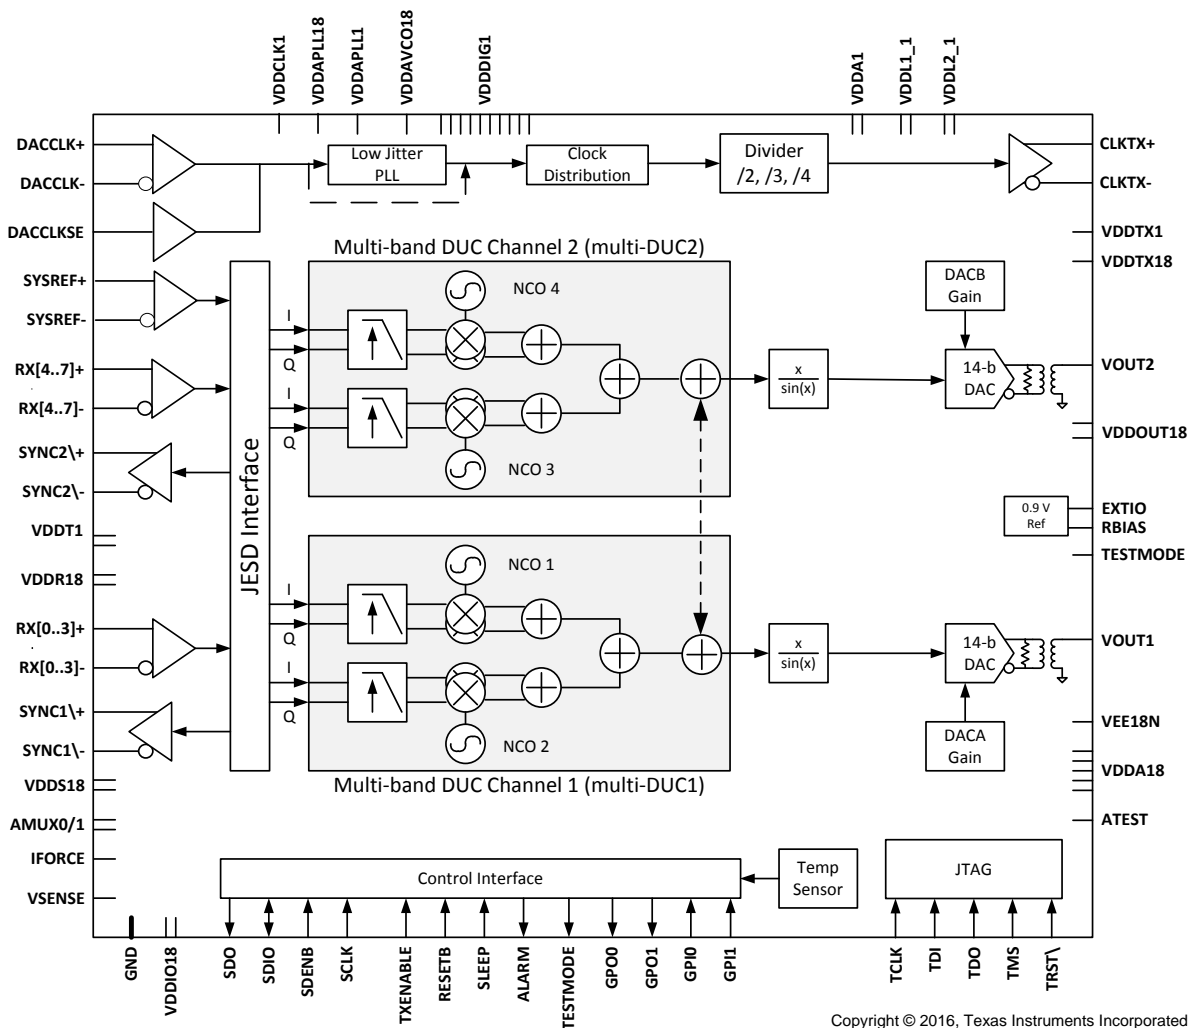 VDDCLK1
VDDAPLL18
VDDAPLL1
VDDAVCO18
VDDDIG1
VDDA1
VDDL1_1
VDDL2_1
DACCLK+
DACCLK-
DACCLKSE
SYSREF+
SYSREF-
RX[4..7]+
RX[4..7]-
SYNC2\+
SYNC2\-
VDDT1
VDDR18
RX[0..3]+
RX[0..3]-
SYNC1\+
SYNC1\-
VDDS18
AMUX0/1
IFORCE
VSENSE
Low Jitter
PLL
Clock
Distribution
Divider
/2, /3, /4
CLKTX+
CLKTX-
VDDTX1
VDDTX18
JESD Interface
Multi-band DUC Channel 2 (multi-DUC2)
I
Q
NCO 4
I
Q
NCO 3
x
sin(x)
DACB
Gain
14-b
DAC
VOUT2
VDDOUT18
0.9 V
Ref
EXTIO
RBIAS
TESTMODE
I
Q
NCO 1
I
Q
NCO 2
Multi-band DUC Channel 1 (multi-DUC1)
x
sin(x)
14-b
DAC
DACA
Gain
VOUT1
VEE18N
VDDA18
ATEST
Control Interface
Temp
Sensor
JTAG
GND
VDDIO18
SDO
SDIO
SDENB
SCLK
TXENABLE
RESETB
SLEEP
ALARM
TESTMODE
GPO0
GPO1
GPI0
GPI1
TCLK
TDI
TDO
TMS
TRST\
Copyright © 2016, Texas Instruments Incorporated